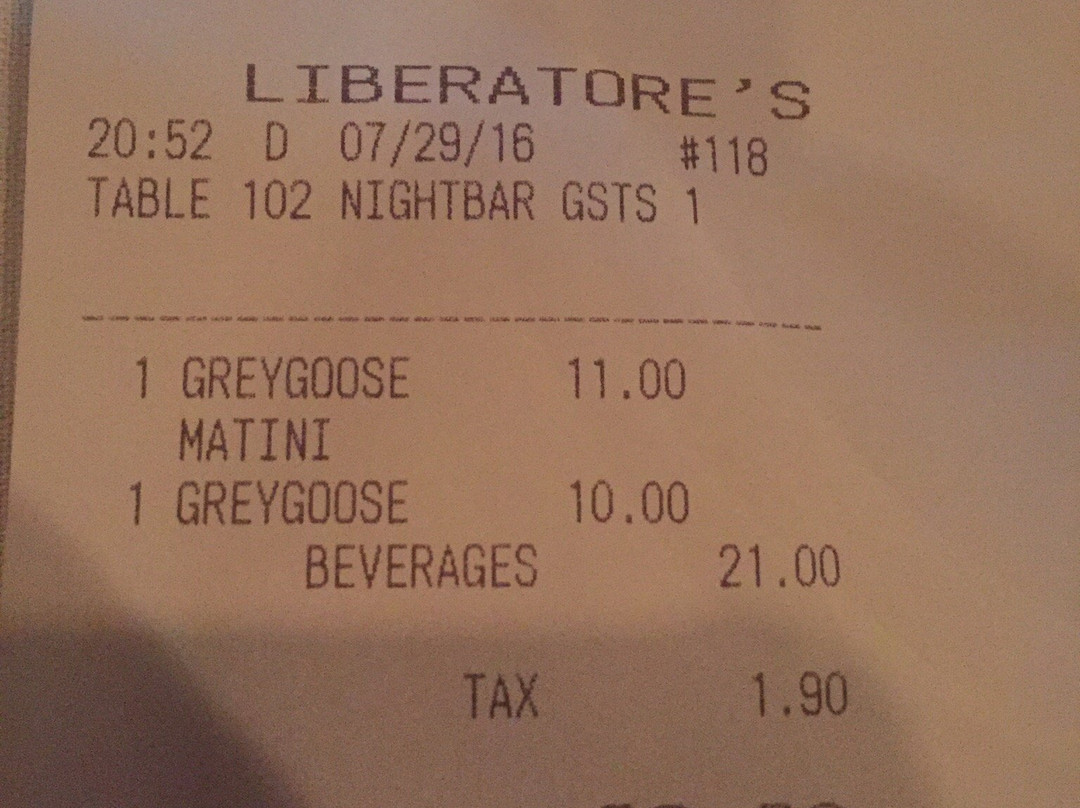 LIBERATORE'S
20:52 D 07/29/16 #118
TABLE 102 NIGHTBAR GSTS 1
--------------------------------
1 GREYGOOSE 11.00
MATINI
1 GREYGOOSE 10.00
BEVERAGES 21.00
TAX 1.90